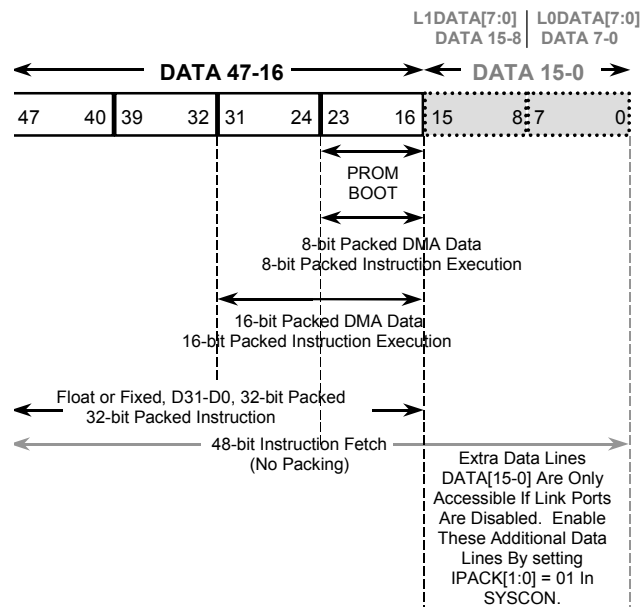 L1DATA[7:0] L0DATA[7:0]
DATA 15-8 DATA 7-0
DATA 47-16 DATA 15-0
47 40 39 32 31 24 23 16 15 8 7 0
PROM
BOOT
8-bit Packed DMA Data
8-bit Packed Instruction Execution
16-bit Packed DMA Data
16-bit Packed Instruction Execution
Float or Fixed, D31-D0, 32-bit Packed
32-bit Packed Instruction
48-bit Instruction Fetch
(No Packing)
Extra Data Lines
DATA[15-0] Are Only
Accessible If Link Ports
Are Disabled. Enable
These Additional Data
Lines By setting
IPACK[1:0] = 01 In
SYSCON.